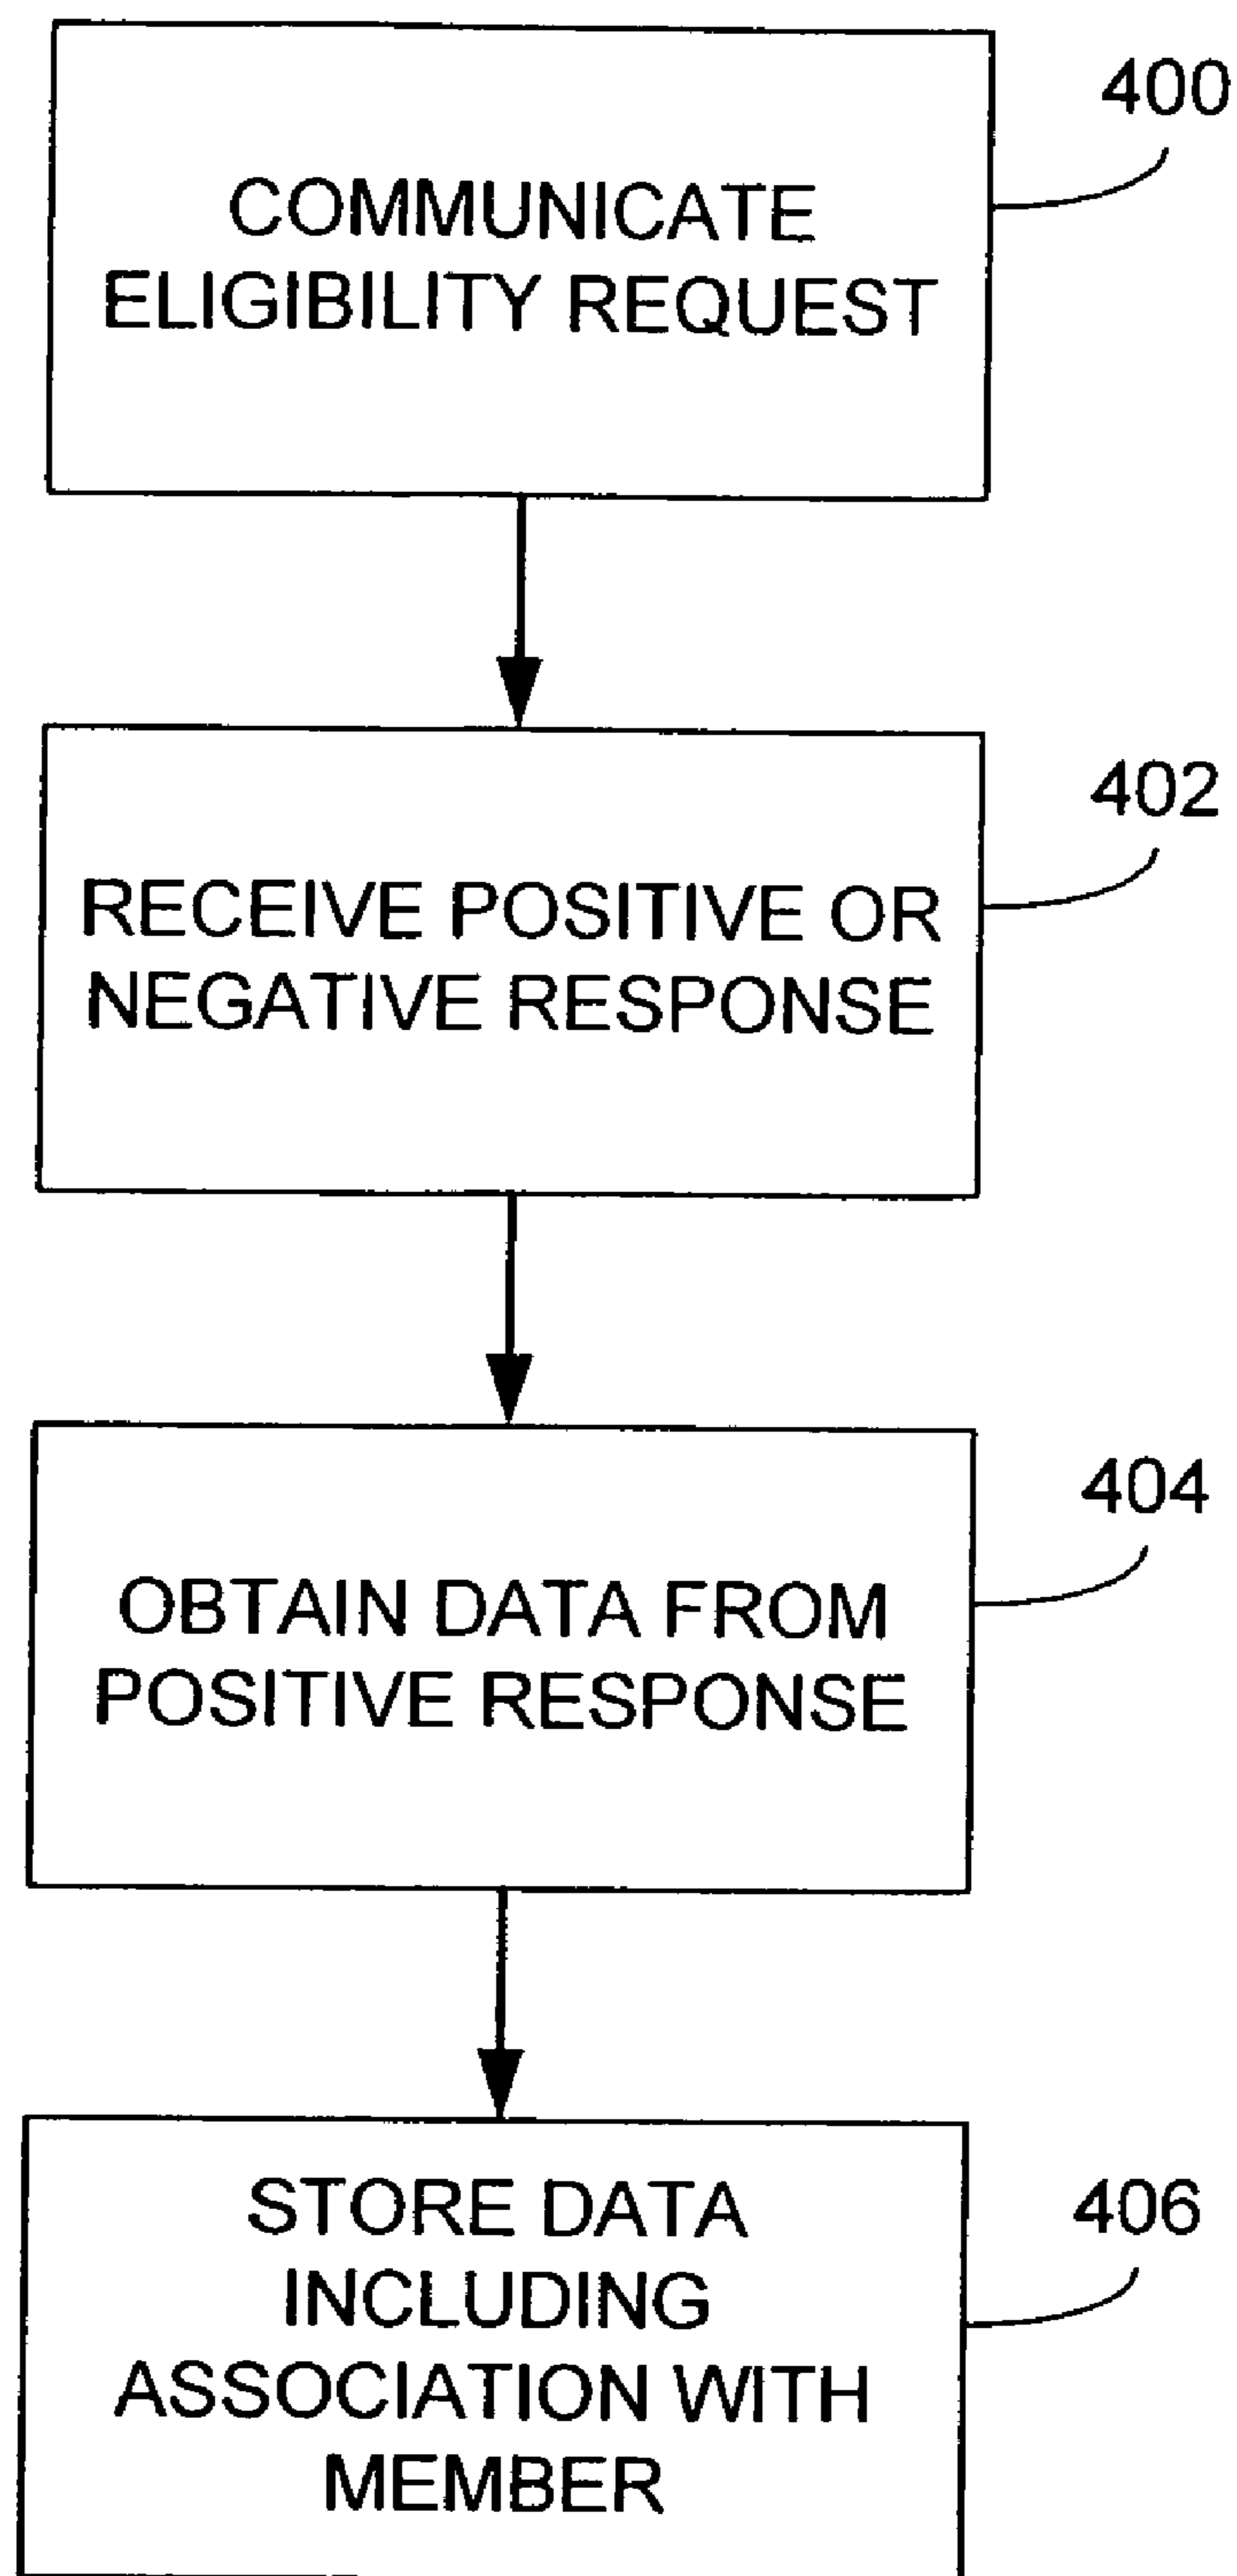 400
COMMUNICATE
ELIGIBILITY REQUEST
402
RECEIVE POSITIVE OR
NEGATIVE RESPONSE
404
OBTAIN DATA FROM
POSITIVE RESPONSE
406
STORE DATA
INCLUDING
ASSOCIATION WITH
MEMBER